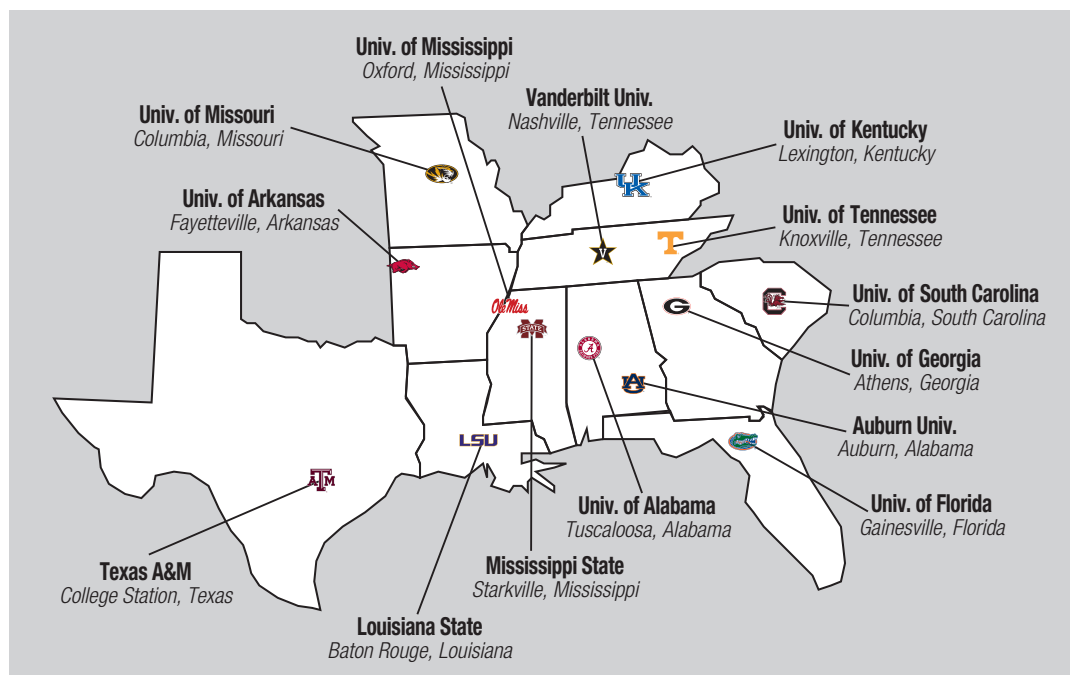 Univ. of Mississippi
Oxford, Mississippi
Vanderbilt Univ.
Nashville, Tennessee
Univ. of Missouri
Columbia, Missouri
Univ. of Kentucky
Lexington, Kentucky
UK
Univ. of Arkansas
Fayetteville, Arkansas
Univ. of Tennessee
Knoxville, Tennessee
T
V
Univ. of South Carolina
Columbia, South Carolina
C
Ole Miss
G
M
STATE
Univ. of Georgia
Athens, Georgia
A
AU
Auburn Univ.
Auburn, Alabama
LSU
ATM
Univ. of Alabama
Tuscaloosa, Alabama
Univ. of Florida
Gainesville, Florida
Mississippi State
Starkville, Mississippi
Texas A&M
College Station, Texas
Louisiana State
Baton Rouge, Louisiana